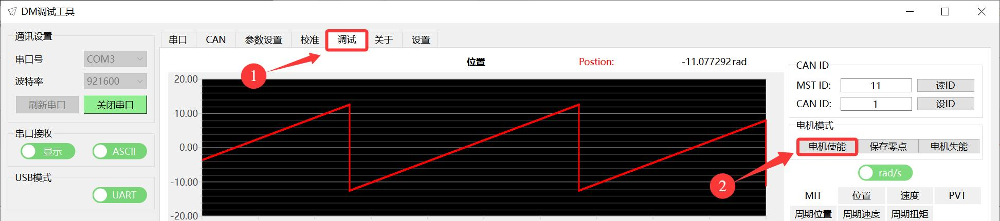 DM调试工具
通讯设置
串口号 COM3
波特率 921600
刷新串口 关闭串口
串口接收
显示 ASCII
USB模式
UART
串口 CAN 参数设置 校准 调试 关于 设置
1
位置 Postion: -11.077292 rad
20.00
10.00
0.00
-10.00
-20.00
CAN ID
MST ID: 11 读ID
CAN ID: 1 设ID
电机模式
电机使能 保存零点 电机失能
2
rad/s
MIT 位置 速度 PVT
周期位置 周期速度 周期扭矩